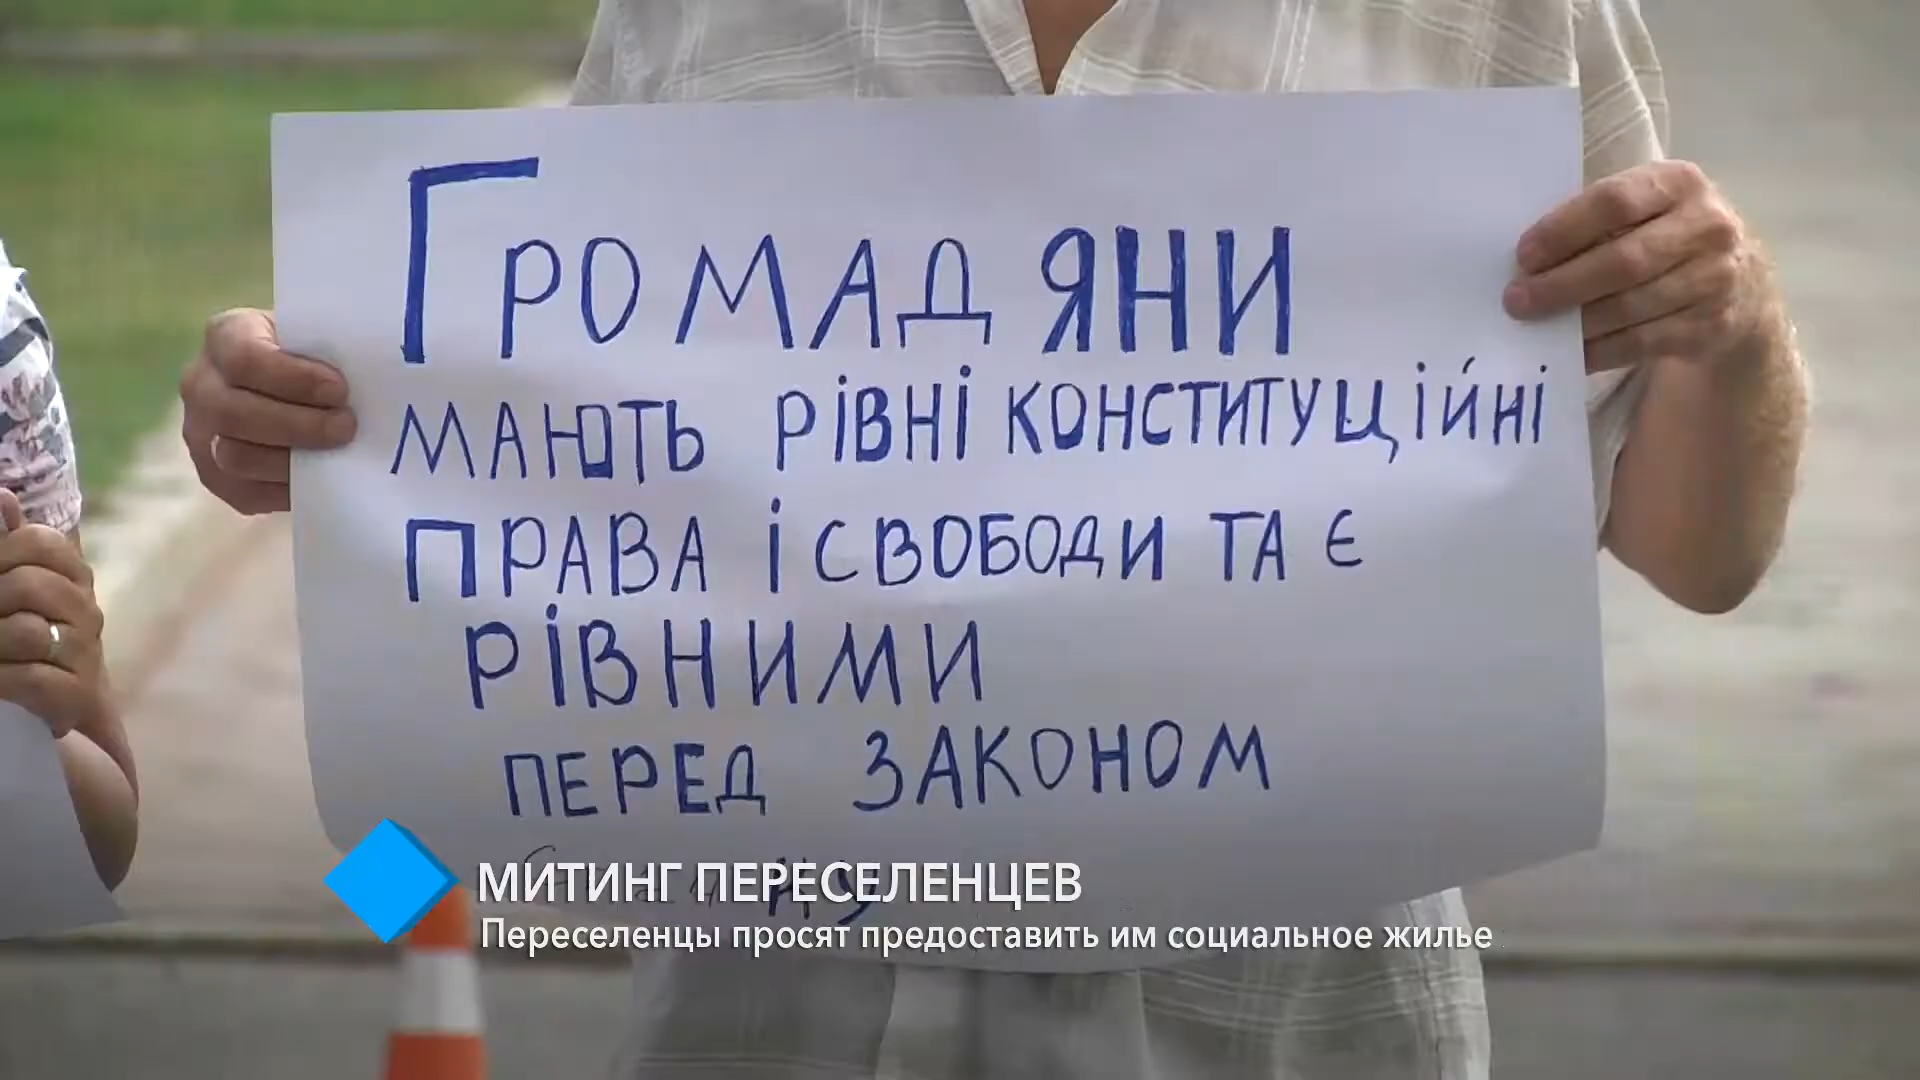 ГРОМАДЯНИ
МАЮТЬ РІВНІ КОНСТИТУЦІЙНІ
ПРАВА І СВОБОДИ ТА Є
РІВНИМИ
ПЕРЕД ЗАКОНОМ
МИТИНГ ПЕРЕСЕЛЕНЦЕВ
Переселенцы просят предоставить им социальное жилье